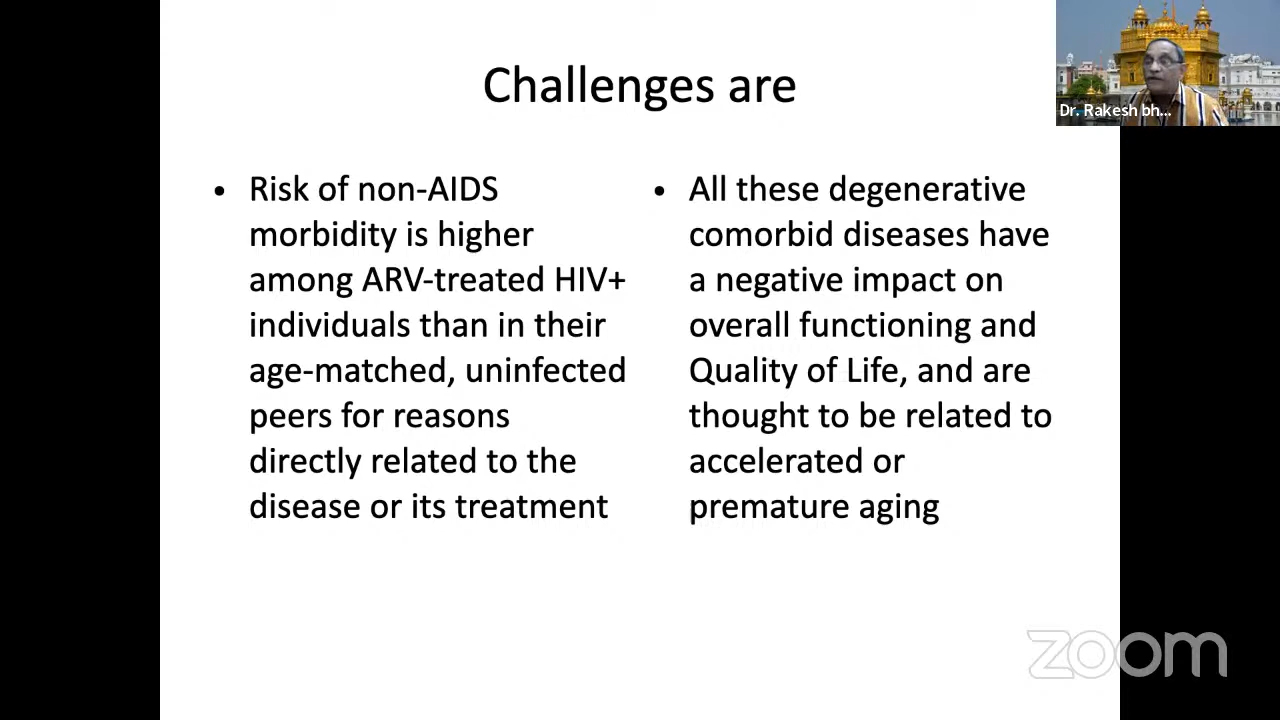 Challenges are
• Risk of non-AIDS
morbidity is higher
among ARV-treated HIV+
individuals than in their
age-matched, uninfected
peers for reasons
directly related to the
disease or its treatment
• All these degenerative
comorbid diseases have
a negative impact on
overall functioning and
Quality of Life, and are
thought to be related to
accelerated or
premature aging
Dr. Rakesh bh...
zoom